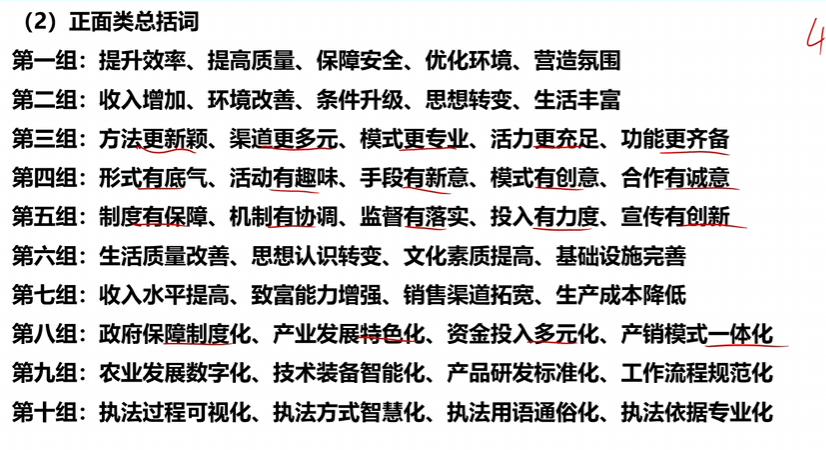 （2）正面类总括词
第一组：提升效率、提高质量、保障安全、优化环境、营造氛围
第二组：收入增加、环境改善、条件升级、思想转变、生活丰富
第三组：方法更新颖、渠道更多元、模式更专业、活力更充足、功能更齐备
第四组：形式有底气、活动有趣味、手段有新意、模式有创意、合作有诚意
第五组：制度有保障、机制有协调、监督有落实、投入有力度、宣传有创新
第六组：生活质量改善、思想认识转变、文化素质提高、基础设施完善
第七组：收入水平提高、致富能力增强、销售渠道拓宽、生产成本降低
第八组：政府保障制度化、产业发展特色化、资金投入多元化、产销模式一体化
第九组：农业发展数字化、技术装备智能化、产品研发标准化、工作流程规范化
第十组：执法过程可视化、执法方式智慧化、执法用语通俗化、执法依据专业化